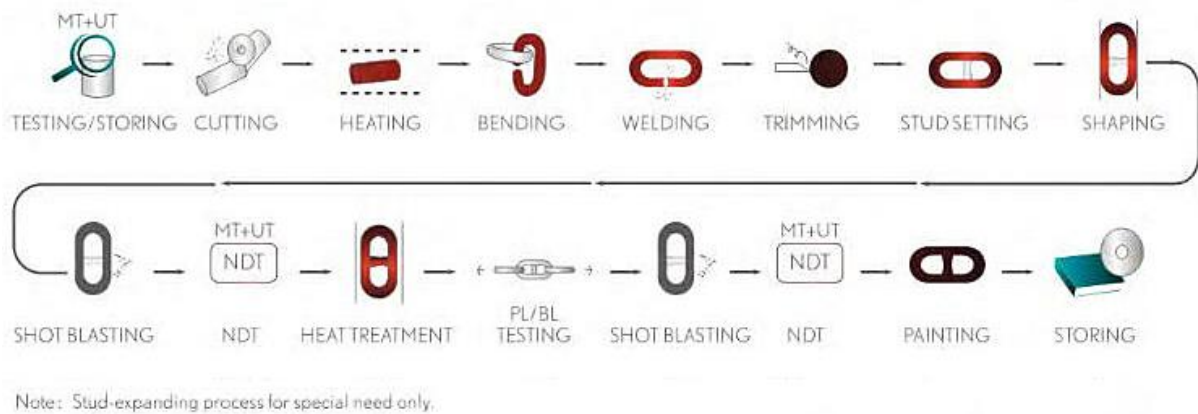 MT+UT
TESTING/STORING CUTTING HEATING BENDING WELDING TRIMMING STUD SETTING SHAPING
MT+UT MT+UT
NDT NDT
SHOT BLASTING NDT HEAT TREATMENT PL/BL TESTING SHOT BLASTING NDT PAINTING STORING
Note: Stud-expanding process for special need only.